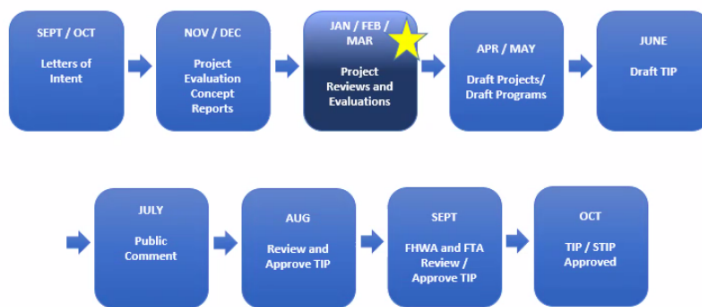 SEPT / OCT
Letters of
Intent
NOV / DEC
Project
Evaluation
Concept
Reports
JAN / FEB /
MAR
Project
Reviews and
Evaluations
APR / MAY
Draft Projects/
Draft Programs
JUNE
Draft TIP
JULY
Public
Comment
AUG
Review and
Approve TIP
SEPT
FHWA and FTA
Review /
Approve TIP
OCT
TIP / STIP
Approved